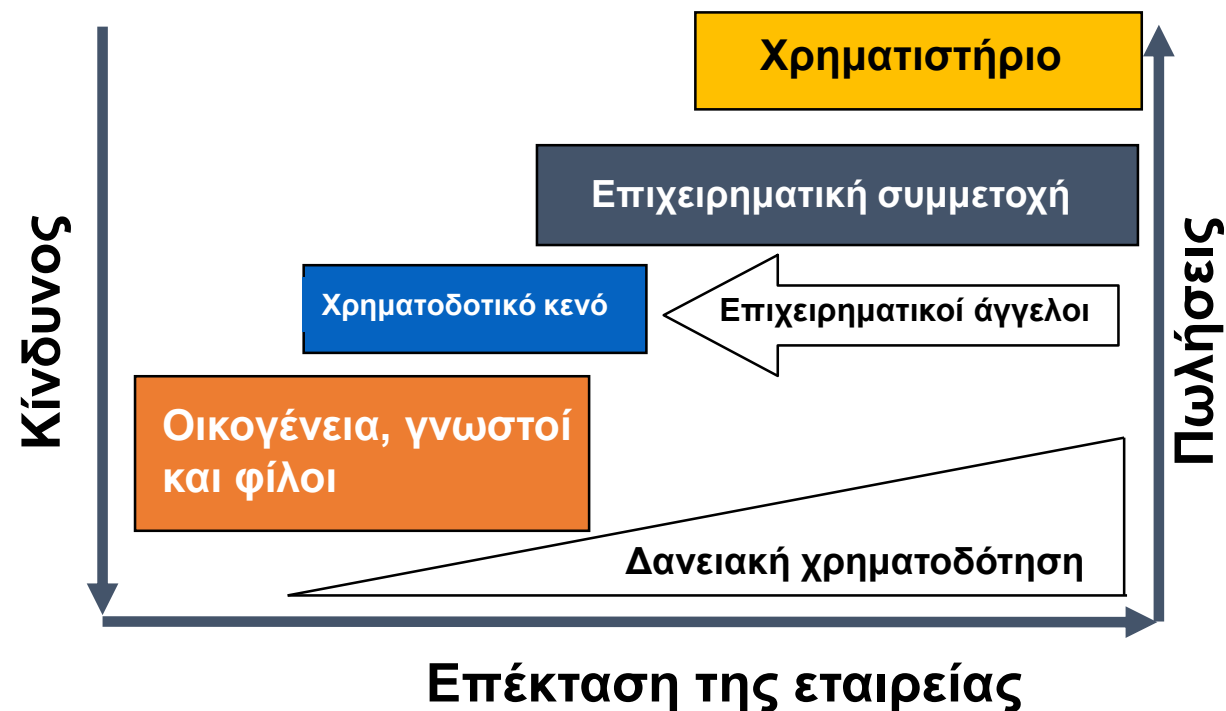 Χρηματιστήριο
Επιχειρηματική συμμετοχή
Κίνδυνος
Πωλήσεις
Χρηματοδοτικό κενό
Επιχειρηματικοί άγγελοι
Οικογένεια, γνωστοί
και φίλοι
Δανειακή χρηματοδότηση
Επέκταση της εταιρείας